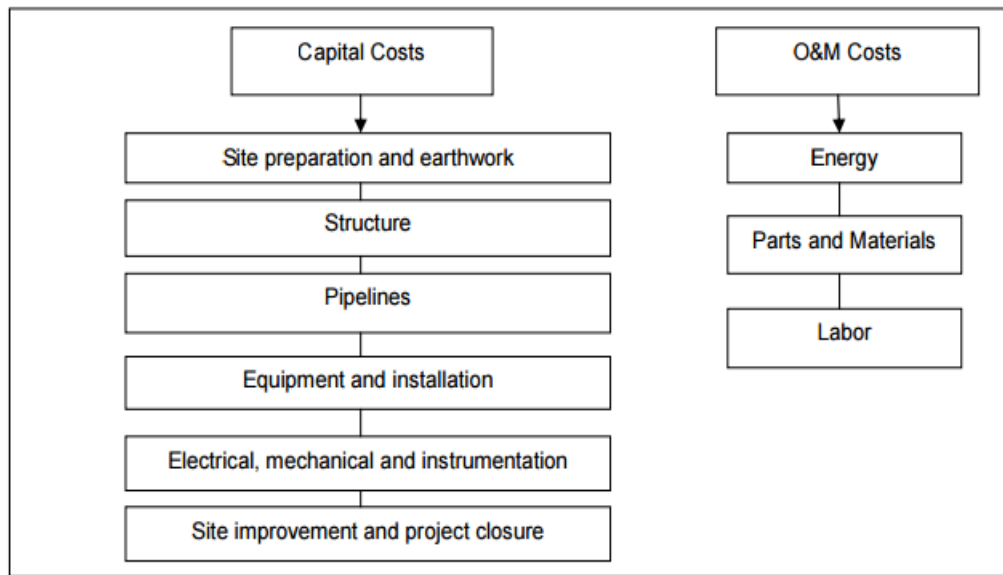 Capital Costs
Site preparation and earthwork
Structure
Pipelines
Equipment and installation
Electrical, mechanical and instrumentation
Site improvement and project closure
O&M Costs
Energy
Parts and Materials
Labor